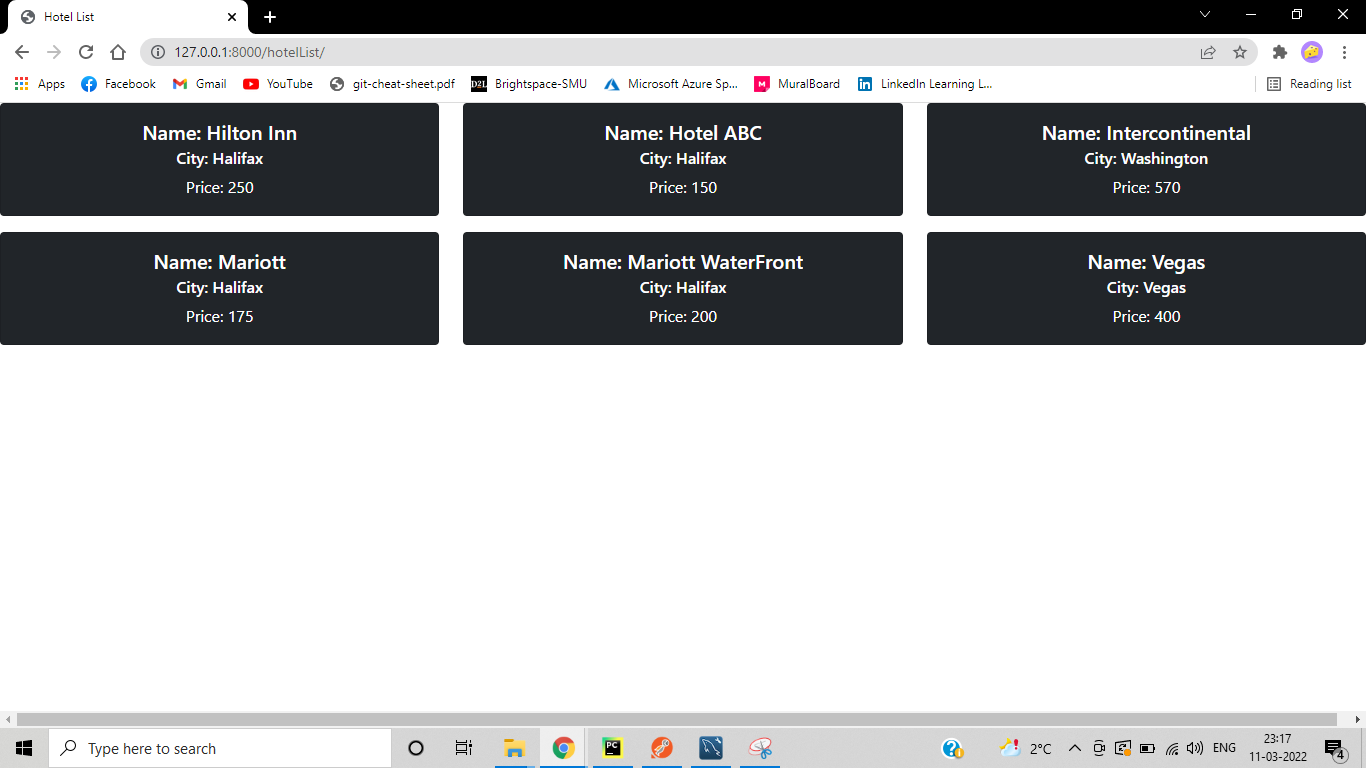 Hotel List
127.0.0.1:8000/hotelList/
Apps Facebook Gmail YouTube git-cheat-sheet.pdf D2L Brightspace-SMU Microsoft Azure Sp... MuralBoard LinkedIn Learning L... Reading list
Name: Hilton Inn
City: Halifax
Price: 250
Name: Hotel ABC
City: Halifax
Price: 150
Name: Intercontinental
City: Washington
Price: 570
Name: Mariott
City: Halifax
Price: 175
Name: Mariott WaterFront
City: Halifax
Price: 200
Name: Vegas
City: Vegas
Price: 400
Type here to search
PC
2°C
ENG
23:17
11-03-2022
4